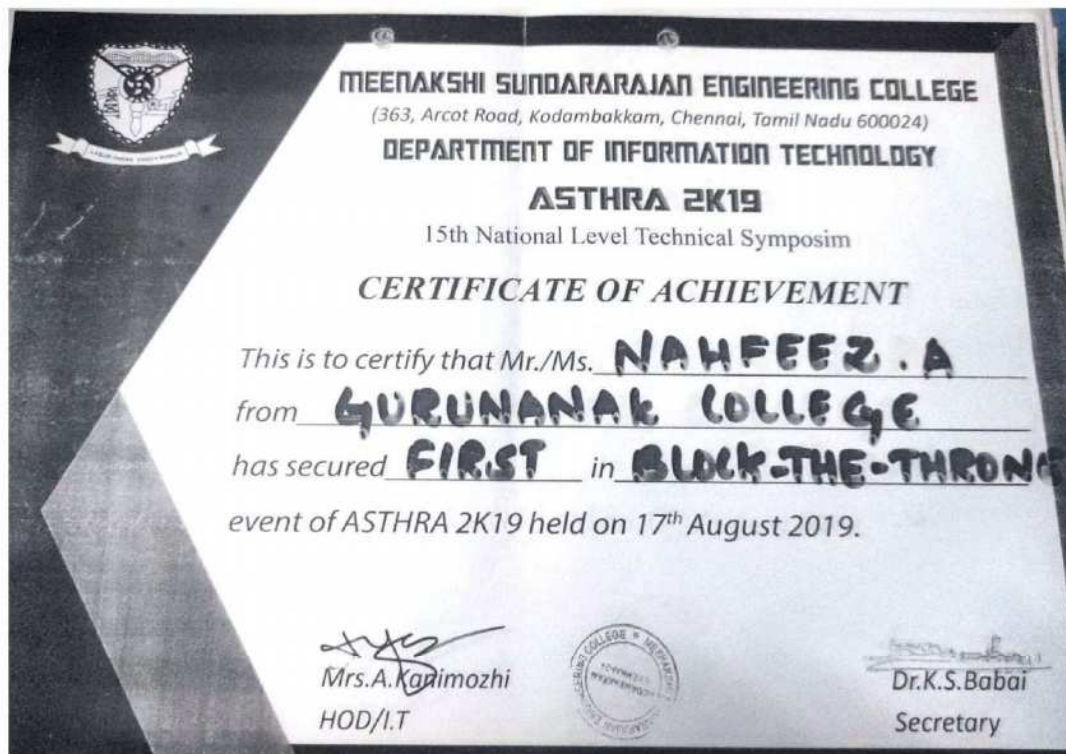 MEENAKSHI SUNDARARAJAN ENGINEERING COLLEGE
(363, Arcot Road, Kodambakkam, Chennai, Tamil Nadu 600024)
DEPARTMENT OF INFORMATION TECHNOLOGY
ASTHRA 2K19
15th National Level Technical Symposim
CERTIFICATE OF ACHIEVEMENT
This is to certify that Mr./Ms. NAHFEEZ.A
from GURUNANAK COLLEGE
has secured FIRST in BLOCK-THE-THRONE
event of ASTHRA 2K19 held on 17th August 2019.
Mrs.A.Kanimozhi
HOD/I.T
Dr.K.S.Babai
Secretary